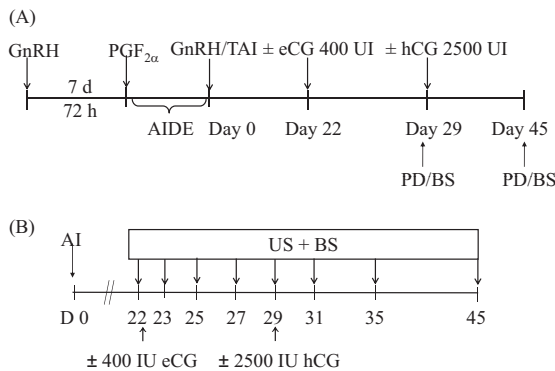 (A)
GnRH PGF2α GnRH/TAI ± eCG 400 UI ± hCG 2500 UI
7 d
72 h
AIDE Day 0 Day 22 Day 29 Day 45
PD/BS PD/BS
(B)
AI US + BS
D 0 22 23 25 27 29 31 35 45
± 400 IU eCG ± 2500 IU hCG